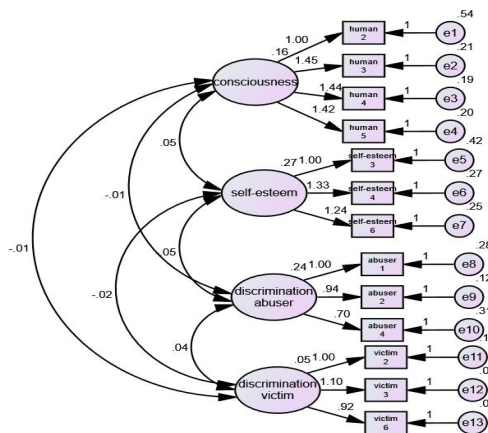 .54
1.00
human
2
1
e1
.16
.21
1.45
human
3
1
e2
consciousness
.19
1.44
human
4
1
e3
.20
1.42
human
5
1
e4
.42
.05
.27
1.00
self-esteem
3
1
e5
.27
-.01
self-esteem
1.33
self-esteem
4
1
e6
.25
1.24
self-esteem
6
1
e7
-.01
-.02
.05
.24
1.00
abuser
1
1
e8
discrimination
abuser
.94
abuser
2
1
e9
.70
abuser
4
1
e10
.04
.05
1.00
victim
2
1
e11
discrimination
victim
1.10
victim
3
1
e12
.92
victim
6
1
e13